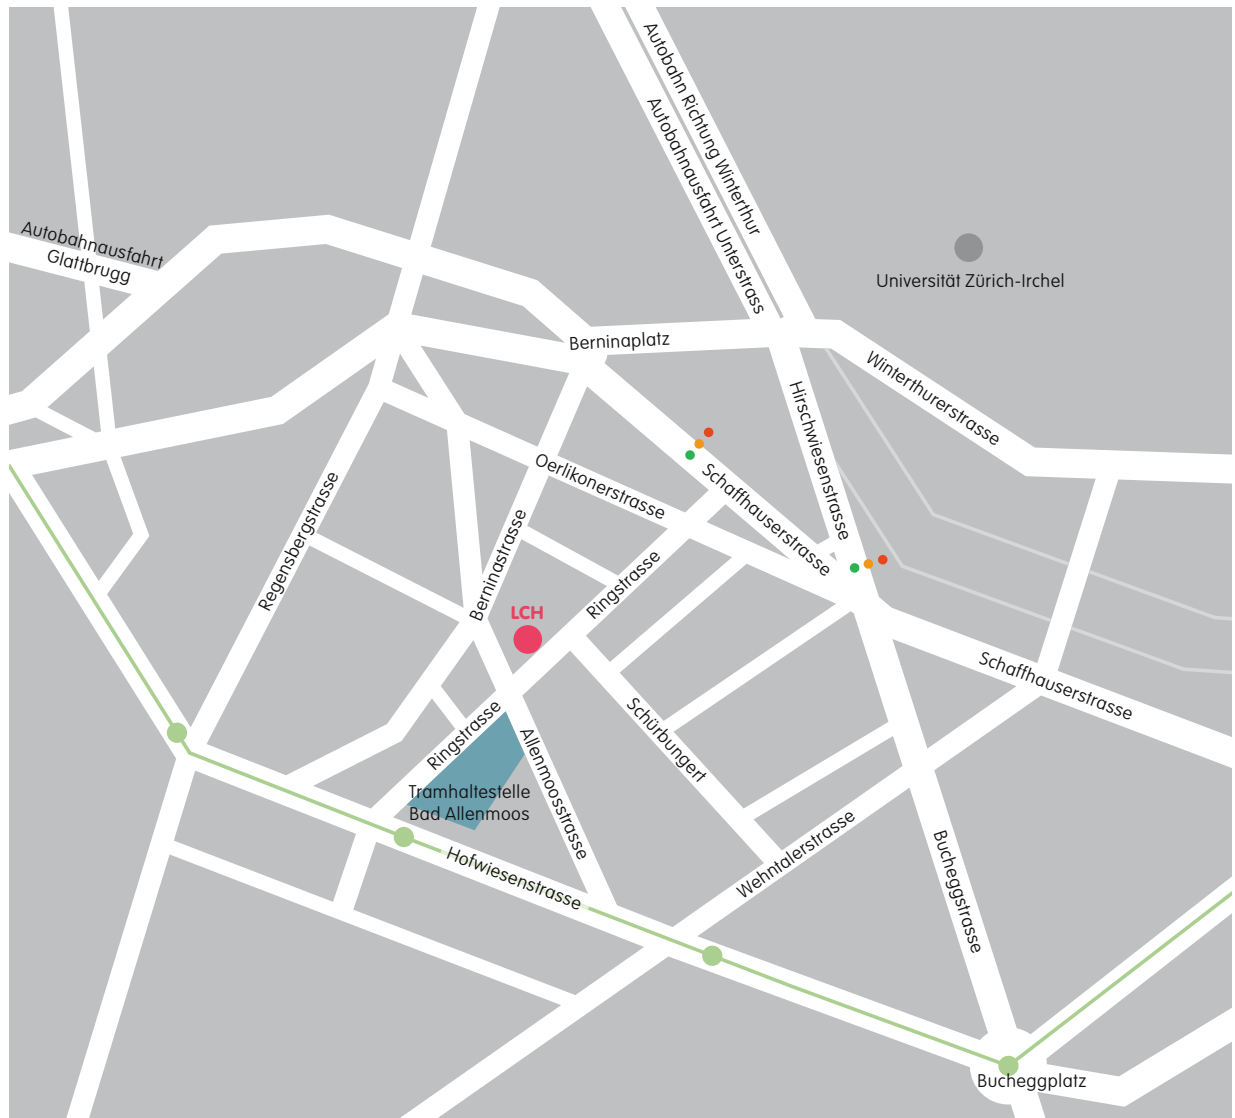 Autobahn Richtung Winterthur
Autobahnausfahrt Unterstrass
Autobahnausfahrt
Glattbrugg
Universität Zürich-Irchel
Berninaplatz
Winterthurerstrasse
Hirschwiesenstrasse
Oerlikonerstrasse
Schaffhauserstrasse
Regensbergstrasse
Berninastrasse
Ringstrasse
LCH
Schaffhauserstrasse
Ringstrasse
Schürbungert
Allenmoosstrasse
Tramhaltestelle
Bad Allenmoos
Hofwiesenstrasse
Wehntalerstrasse
Bucheggstrasse
Bucheggplatz